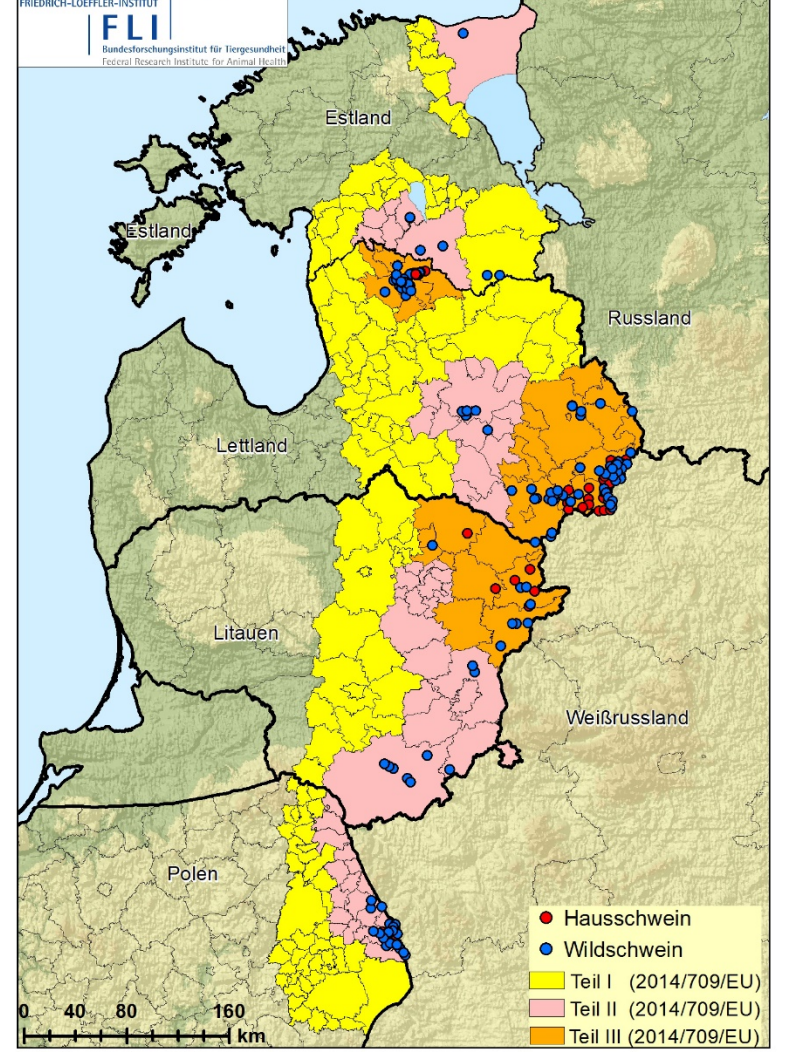 FRIEDRICH-LOEFFLER-INSTITUT
FLI
Bundesforschungsinstitut für Tiergesundheit
Federal Research Institute for Animal Health
Estland
Estland
Russland
Lettland
Litauen
Weißrussland
Polen
Hausschwein
Wildschwein
Teil I (2014/709/EU)
Teil II (2014/709/EU)
Teil III (2014/709/EU)
0 40 80 160
km